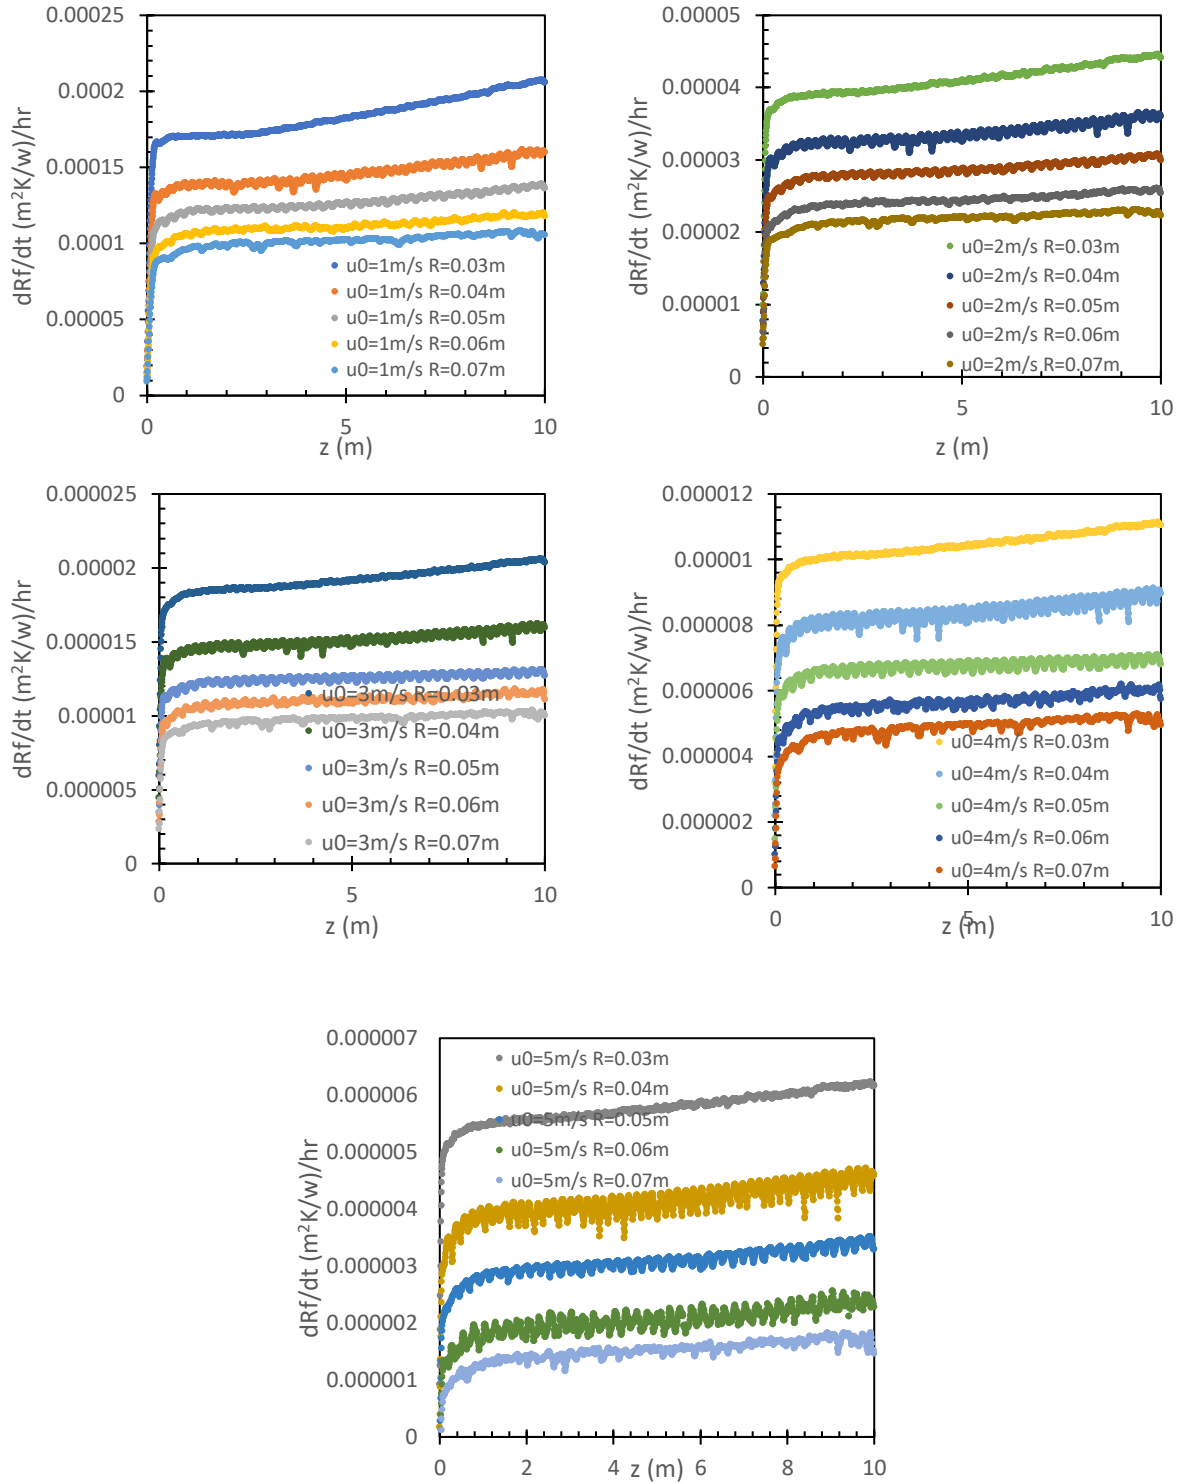 0.00025
0.0002
0.00015
0.0001
0.00005
0
dRf/dt (m²K/w)/hr
u0=1m/s R=0.03m
u0=1m/s R=0.04m
u0=1m/s R=0.05m
u0=1m/s R=0.06m
u0=1m/s R=0.07m
0 5 10
z (m)
0.00005
0.00004
0.00003
0.00002
0.00001
0
dRf/dt (m²K/w)/hr
u0=2m/s R=0.03m
u0=2m/s R=0.04m
u0=2m/s R=0.05m
u0=2m/s R=0.06m
u0=2m/s R=0.07m
0 5 10
z (m)
0.000025
0.00002
0.000015
0.00001
0.000005
0
dRf/dt (m²K/w)/hr
u0=3m/s R=0.03m
u0=3m/s R=0.04m
u0=3m/s R=0.05m
u0=3m/s R=0.06m
u0=3m/s R=0.07m
0 5 10
z (m)
0.000012
0.00001
0.000008
0.000006
0.000004
0.000002
0
dRf/dt (m²K/w)/hr
u0=4m/s R=0.03m
u0=4m/s R=0.04m
u0=4m/s R=0.05m
u0=4m/s R=0.06m
u0=4m/s R=0.07m
0 5 10
z (m)
0.000007
0.000006
0.000005
0.000004
0.000003
0.000002
0.000001
0
dRf/dt (m²K/w)/hr
u0=5m/s R=0.03m
u0=5m/s R=0.04m
u0=5m/s R=0.05m
u0=5m/s R=0.06m
u0=5m/s R=0.07m
0 2 4 6 8 10
z (m)